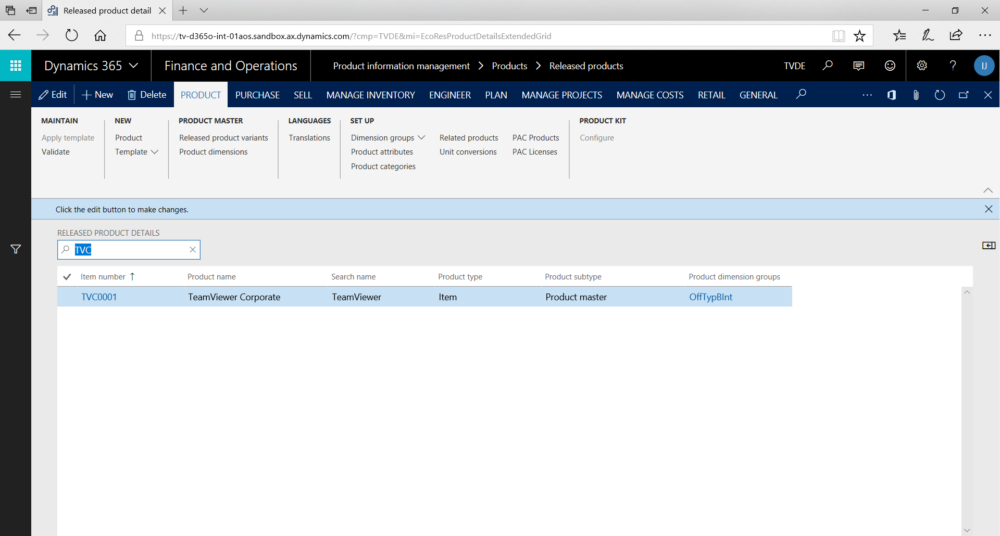 Released product detail
https://tv-d365o-int-01aos.sandbox.ax.dynamics.com/?cmp=TVDE&mi=EcoResProductDetailsExtendedGrid
Dynamics 365 Finance and Operations Product information management Products Released products TVDE ? IJ
Edit New Delete PRODUCT PURCHASE SELL MANAGE INVENTORY ENGINEER PLAN MANAGE PROJECTS MANAGE COSTS RETAIL GENERAL
MAINTAIN NEW PRODUCT MASTER LANGUAGES SET UP PRODUCT KIT
Apply template Product Released product variants Translations Dimension groups Related products PAC Products Configure
Validate Template Product dimensions Product attributes Unit conversions PAC Licenses
Product categories
Click the edit button to make changes.
RELEASED PRODUCT DETAILS
TVC
Item number Product name Search name Product type Product subtype Product dimension groups
TVC0001 TeamViewer Corporate TeamViewer Item Product master OffTypBInt